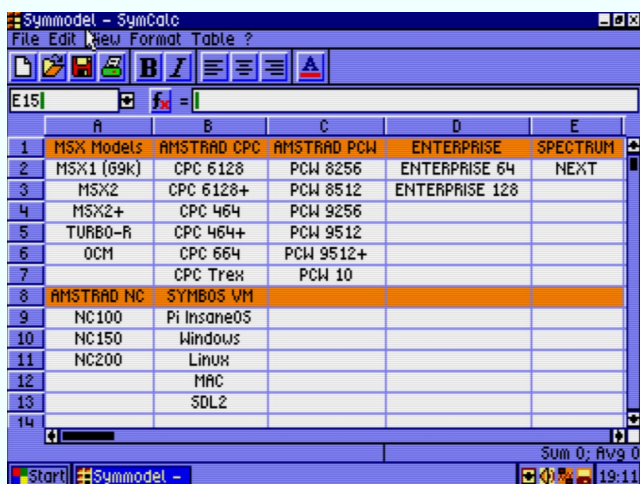 Symmodel - SymCalc
File Edit View Format Table ?
B I A
E15 fx =
A B C D E
1 MSX Models AMSTRAD CPC AMSTRAD PCW ENTERPRISE SPECTRUM
2 MSX1 (G9k) CPC 6128 PCW 8256 ENTERPRISE 64 NEXT
3 MSX2 CPC 6128+ PCW 8512 ENTERPRISE 128
4 MSX2+ CPC 464 PCW 9256
5 TURBO-R CPC 464+ PCW 9512
6 OCM CPC 664 PCW 9512+
7 CPC Trex PCW 10
8 AMSTRAD NC SYMBOS VM
9 NC100 Pi InsaneOS
10 NC150 Windows
11 NC200 Linux
12 MAC
13 SDL2
14
Sum 0; Avg 0
Start Symmodel - 19:11